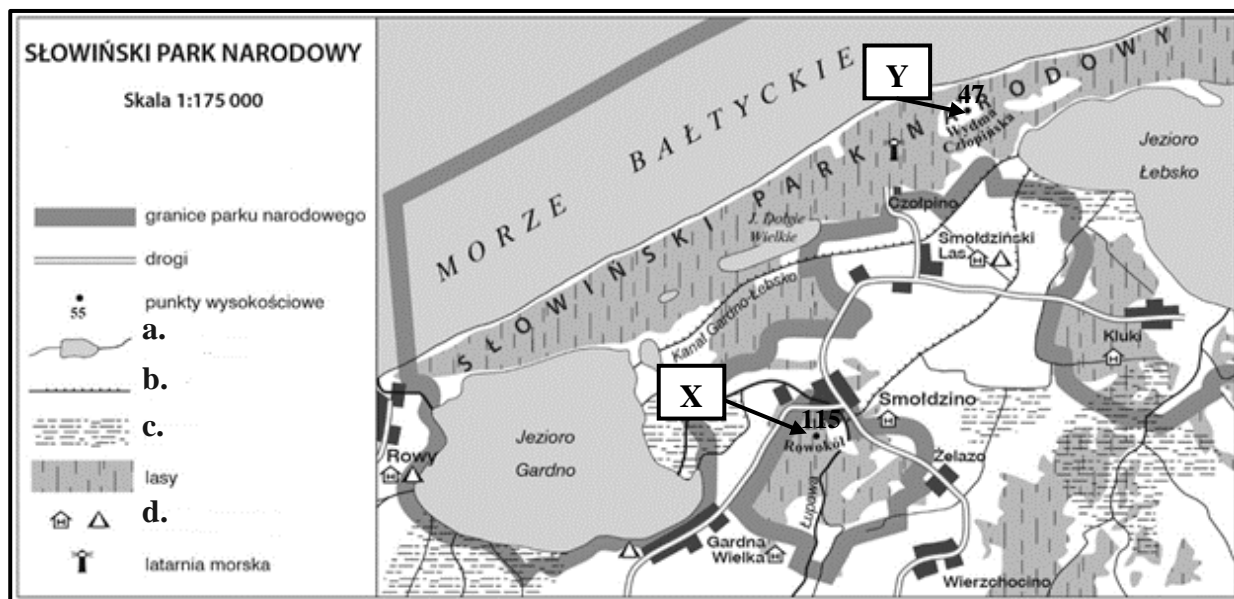 SŁOWIŃSKI PARK NARODOWY
Skala 1:175 000
granice parku narodowego
drogi
55
punkty wysokościowe
a.
b.
c.
lasy
d.
latarnia morska
MORZE BAŁTYCKIE
SŁOWIŃSKI PARK NARODOWY
Y
47
Wydma
Człopińska
Jezioro
Łebsko
Czołpino
J. Dołgie
Wielkie
Smołdziński
Las
Kanał Gardno-Łebsko
Kluki
X
Smołdzino
115
Rowokół
Jezioro
Gardno
Rowy
Żelazo
Łupawa
Gardna
Wielka
Wierzchocino